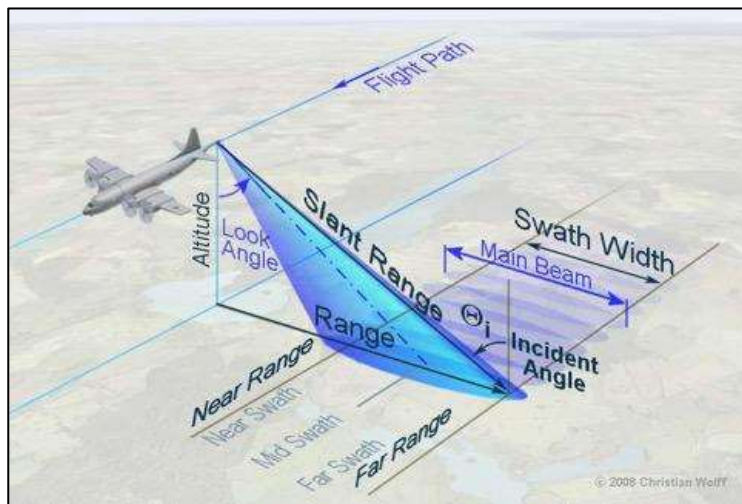 Flight Path
Altitude
Look
Angle
Slant Range
Swath Width
Main Beam
Range
Θi
Incident
Angle
Near Range
Near Swath
Mid Swath
Far Swath
Far Range
© 2008 Christian Wolff